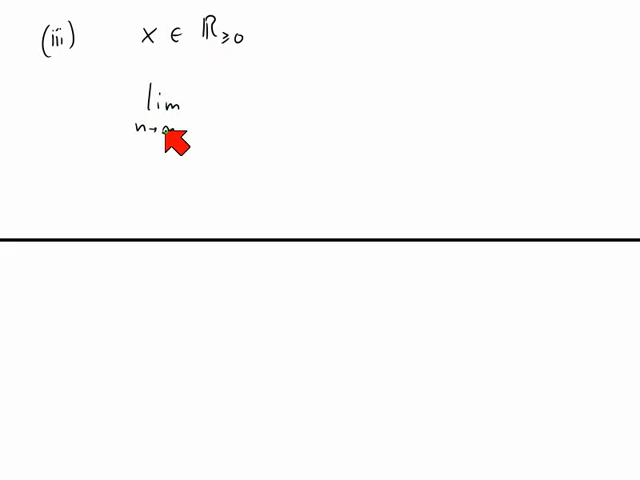 (iii) x ∈ ℝ≥0
lim
n→